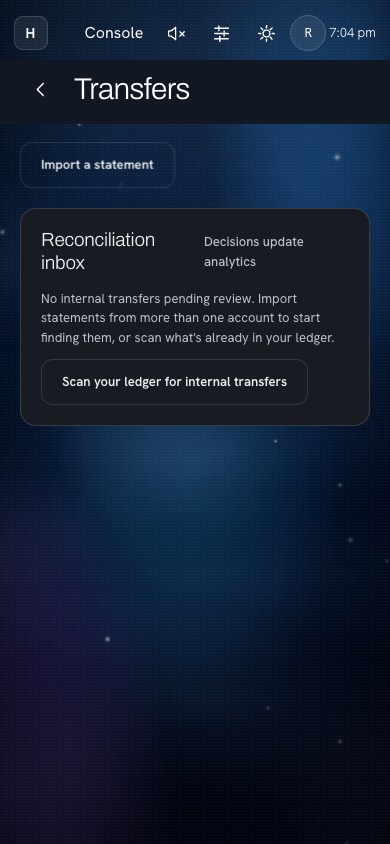 H
Console
R
7:04 pm
Transfers
Import a statement
Reconciliation
inbox
Decisions update
analytics
No internal transfers pending review. Import
statements from more than one account to start
finding them, or scan what's already in your ledger.
Scan your ledger for internal transfers